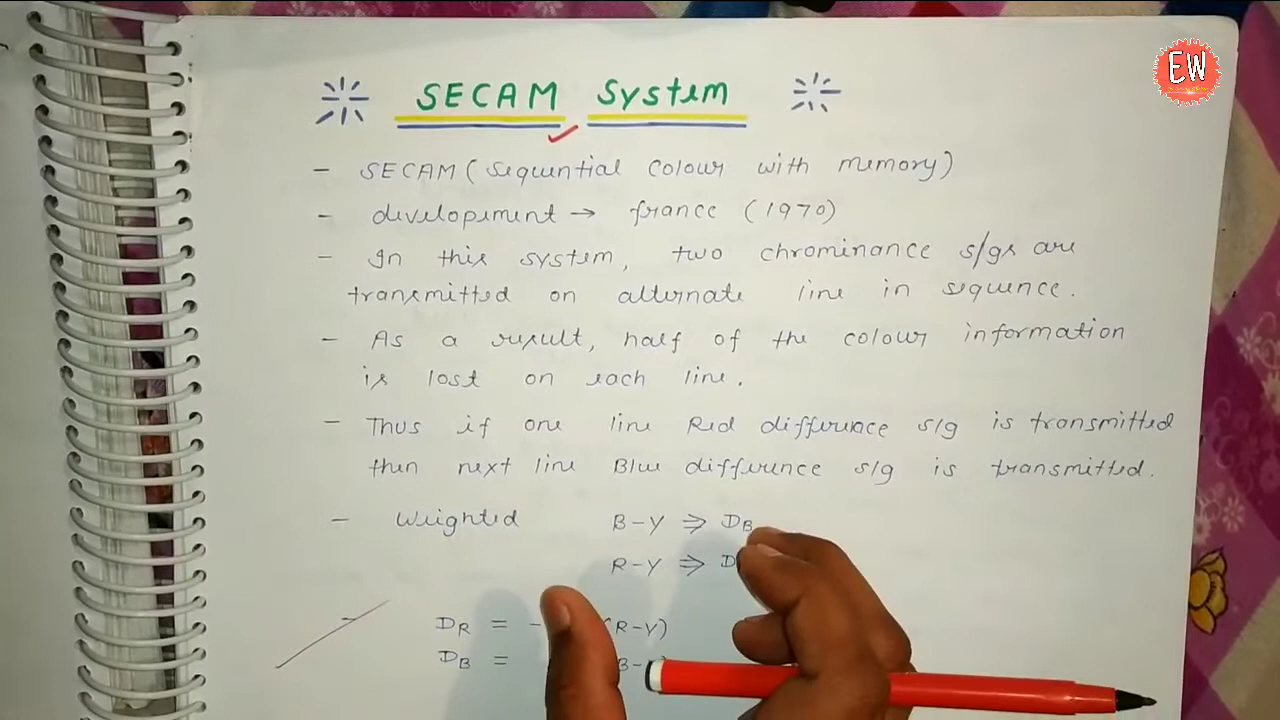 EW
SECAM System
- SECAM (Sequential Colour with memory)
- developement → france (1970)
- In this system, two chrominance s/gs are
transmitted on alternate line in sequence.
- As a result, half of the colour information
is lost on each line.
- Thus if one line Red difference s/g is transmitted
then next line Blue difference s/g is transmitted.
- Weighted B-Y ⇒ DB
R-Y ⇒ D
DR = - (R-Y)
DB = B-